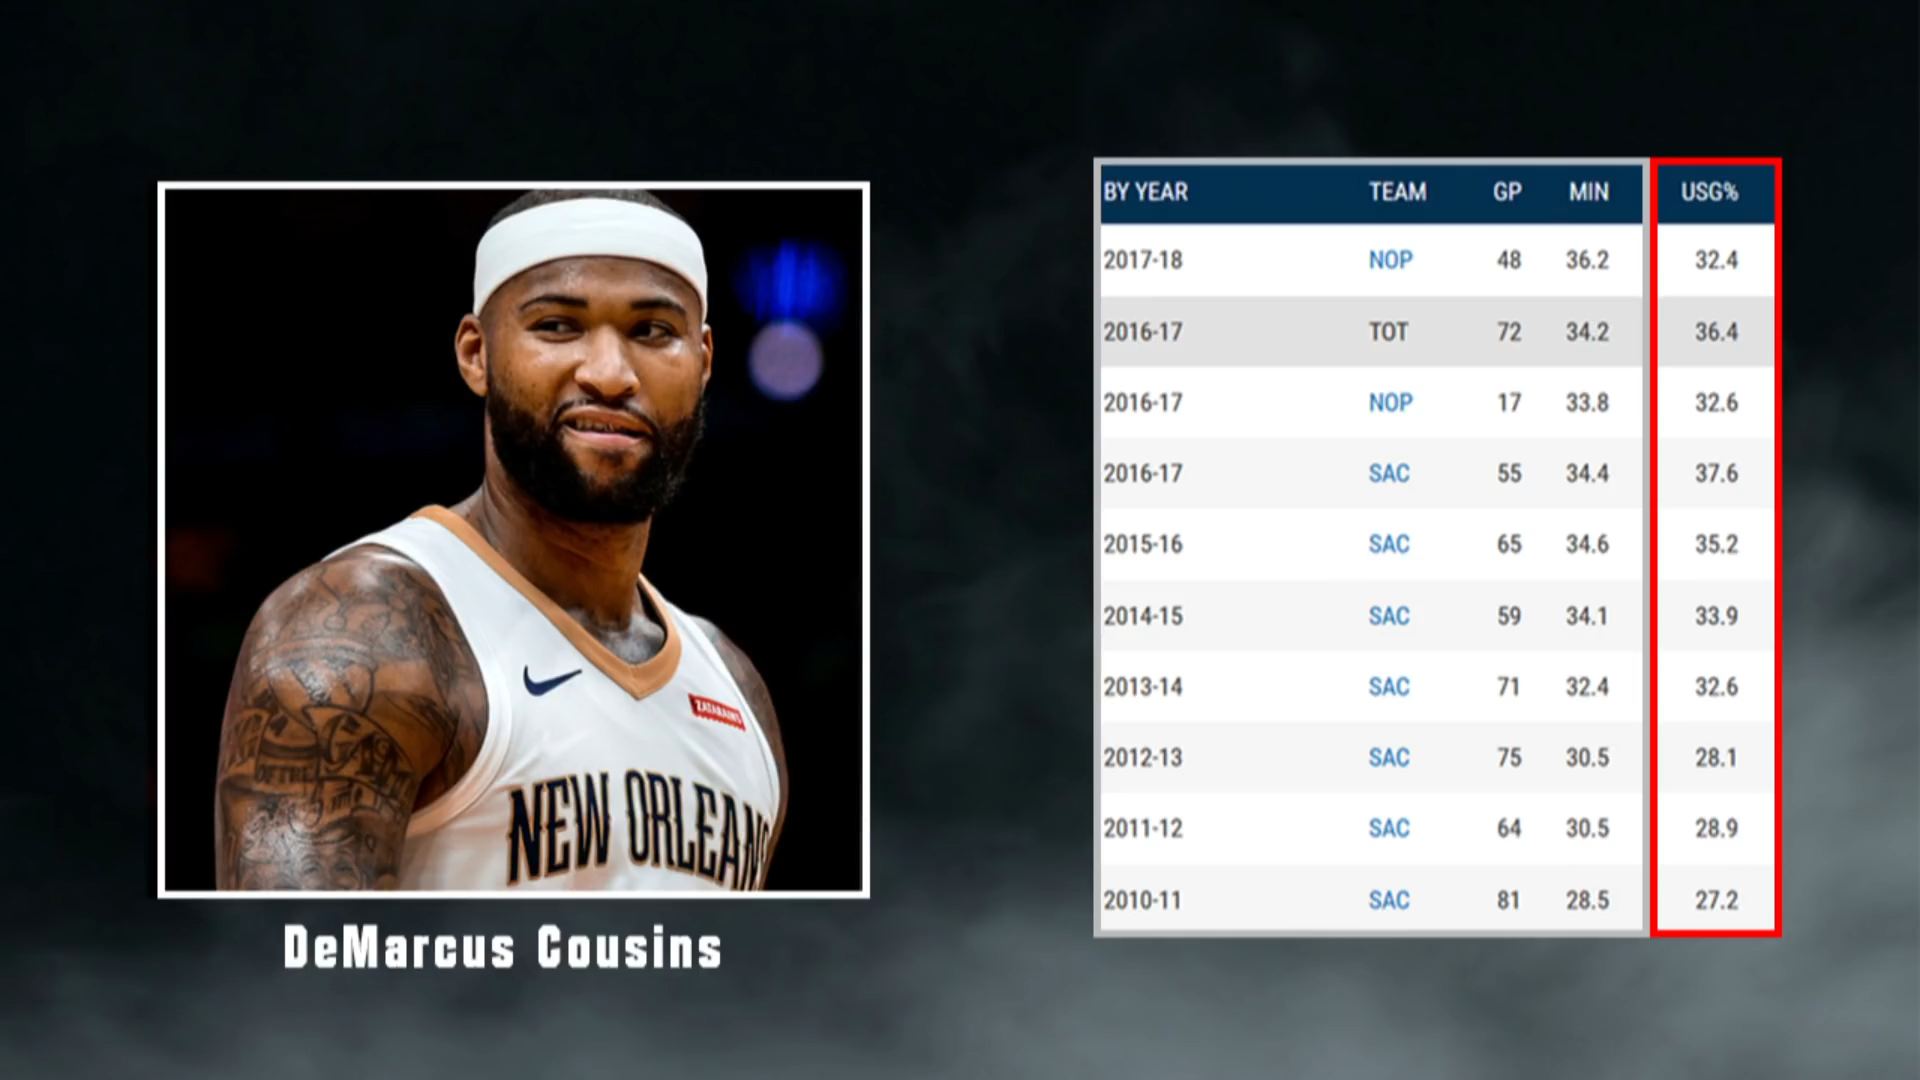 BY YEAR TEAM GP MIN USG%
2017-18 NOP 48 36.2 32.4
2016-17 TOT 72 34.2 36.4
2016-17 NOP 17 33.8 32.6
2016-17 SAC 55 34.4 37.6
2015-16 SAC 65 34.6 35.2
2014-15 SAC 59 34.1 33.9
2013-14 SAC 71 32.4 32.6
2012-13 SAC 75 30.5 28.1
2011-12 SAC 64 30.5 28.9
2010-11 SAC 81 28.5 27.2
ZATARAIN'S
NEW ORLEANS
DeMarcus Cousins